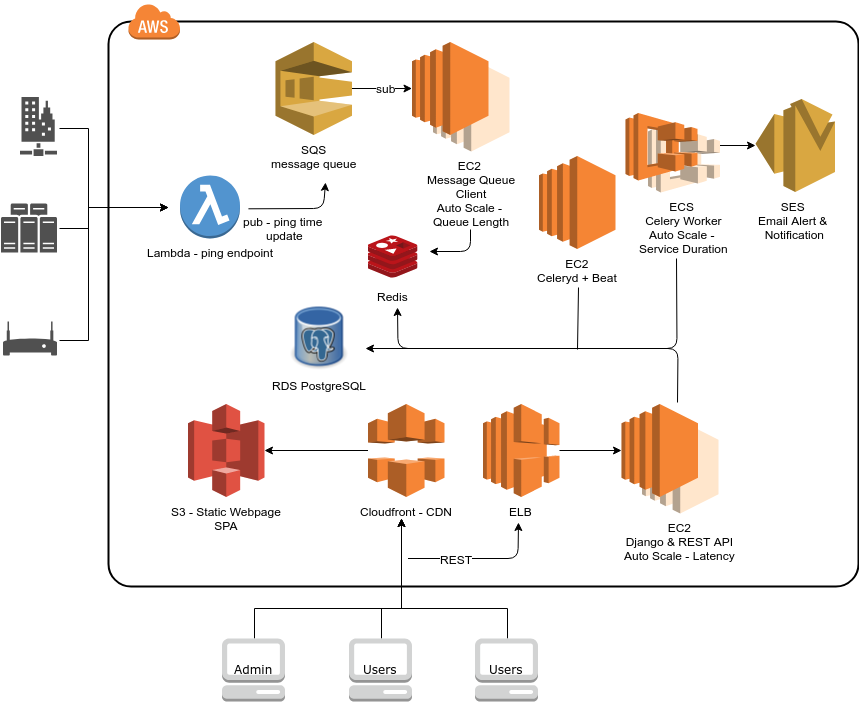 AWS
SQS
message queue
sub
EC2
Message Queue
Client
Auto Scale -
Queue Length
ECS
Celery Worker
Auto Scale -
Service Duration
SES
Email Alert &
Notification
pub - ping time
update
Lambda - ping endpoint
EC2
Celeryd + Beat
Redis
RDS PostgreSQL
S3 - Static Webpage
SPA
Cloudfront - CDN
ELB
EC2
Django & REST API
Auto Scale - Latency
REST
Admin
Users
Users